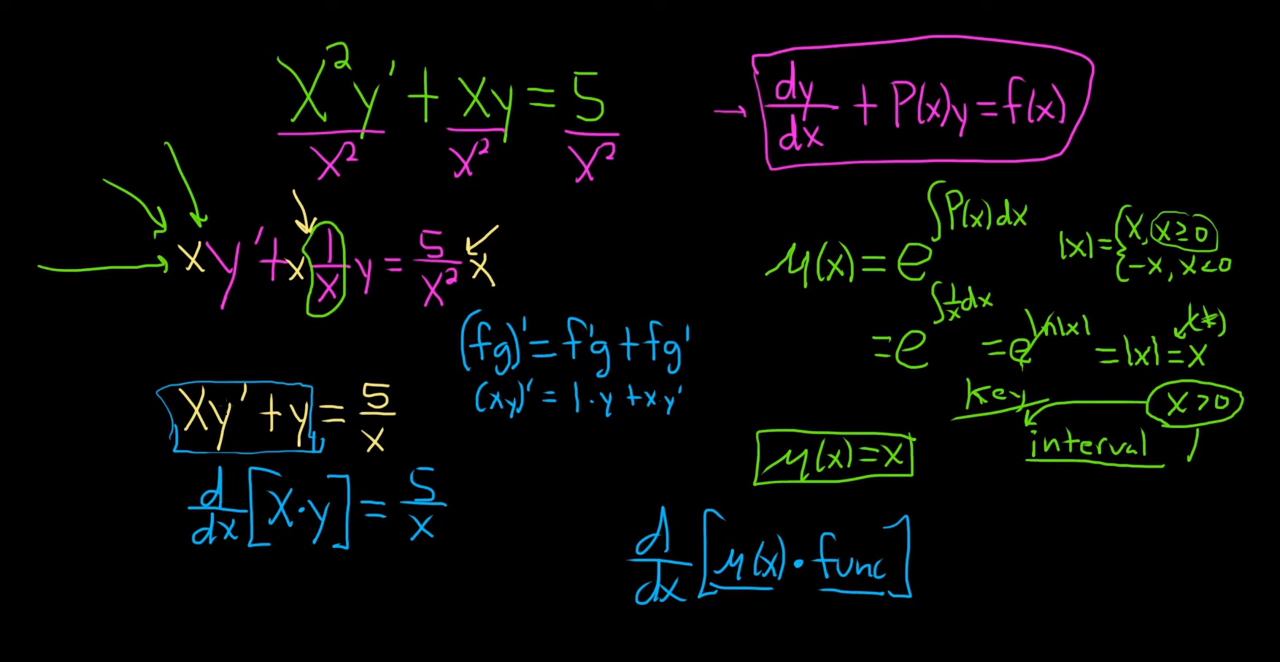 x²y' + xy = 5
x² x² x²
→ dy/dx + P(x)y = f(x)
xy' + x 1/x y = 5/x² x
μ(x) = e^∫P(x)dx
|x| = { x, x ≥ 0
{ -x, x < 0
= e^∫1/x dx = e^ln|x| = |x| = x (*)
(fg)' = f'g + fg'
(xy)' = 1·y + xy'
Key x > 0
interval
xy' + y = 5/x
μ(x) = x
d/dx [x·y] = 5/x
d/dx [μ(x)·func]